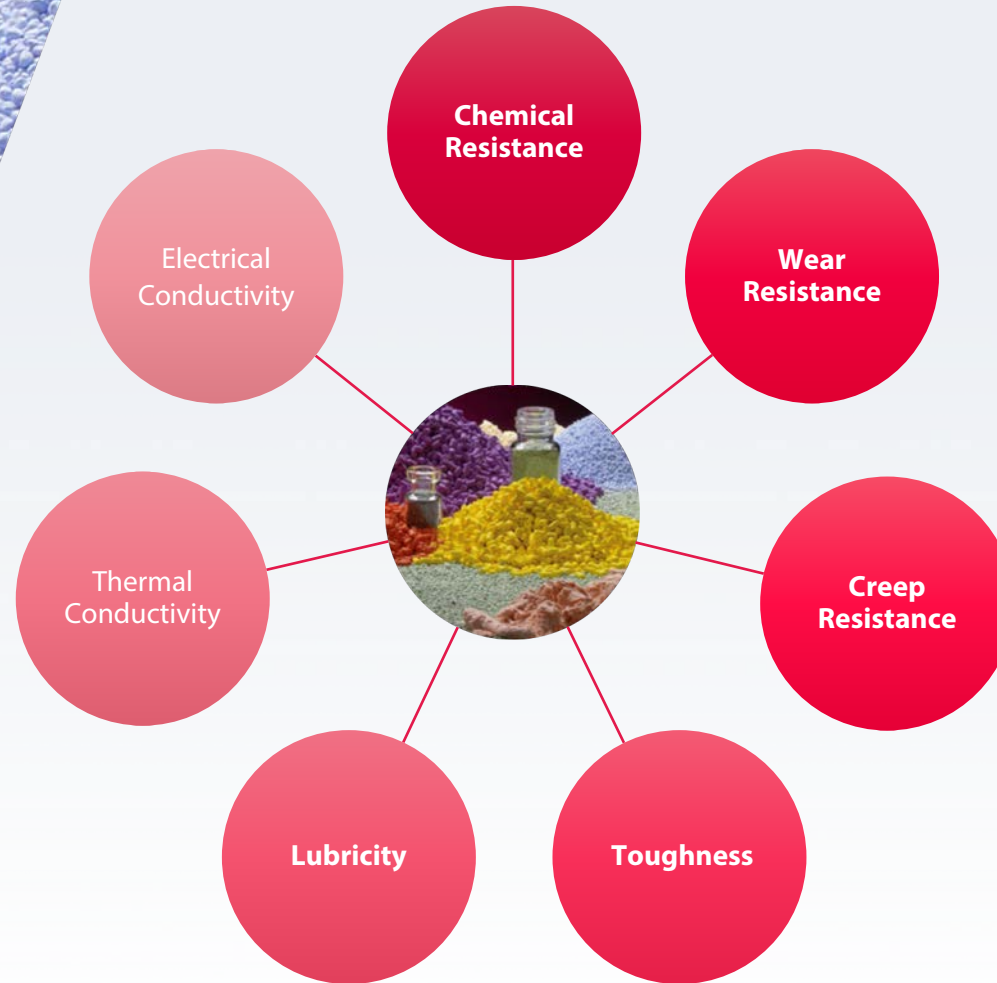 Chemical
Resistance
Wear
Resistance
Creep
Resistance
Toughness
Lubricity
Thermal
Conductivity
Electrical
Conductivity